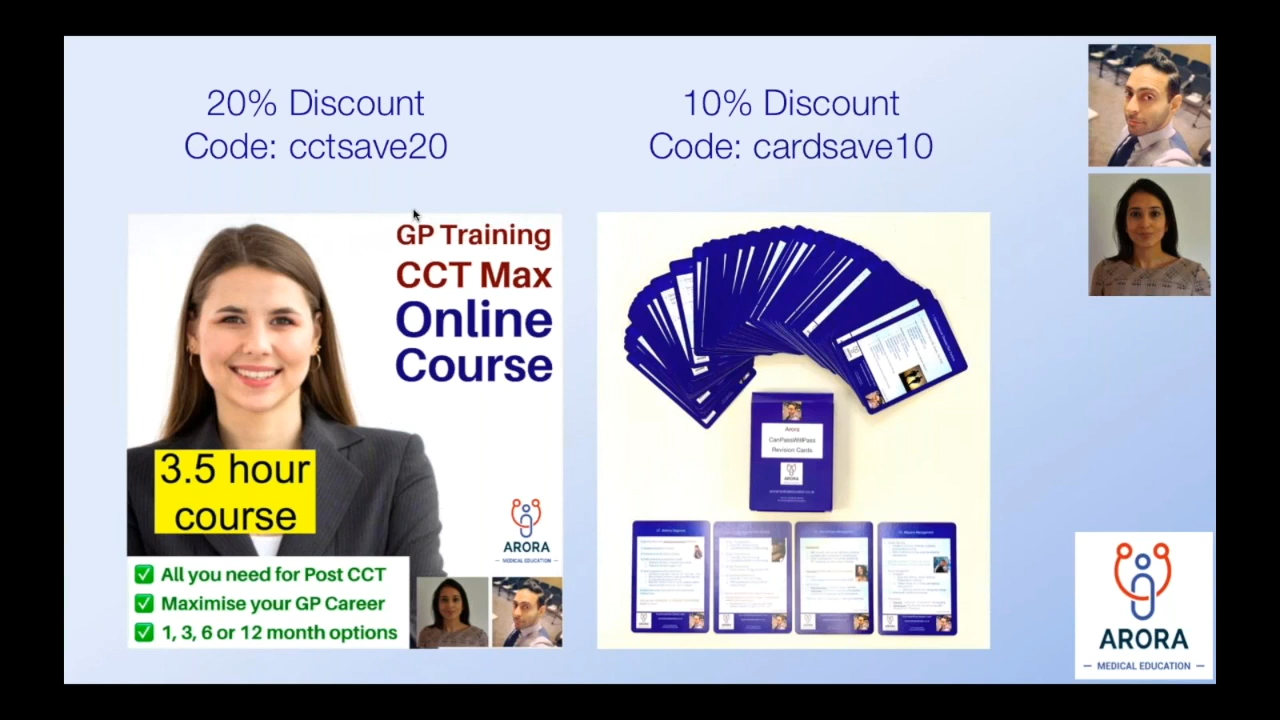 20% Discount
Code: cctsave20
10% Discount
Code: cardsave10
GP Training
CCT Max
Online
Course
3.5 hour
course
ARORA
MEDICAL EDUCATION
All you need for Post CCT
Maximise your GP Career
1, 3, 6 or 12 month options
Arora
CanPassWillPass
Revision Cards
ARORA
ARORA
MEDICAL EDUCATION